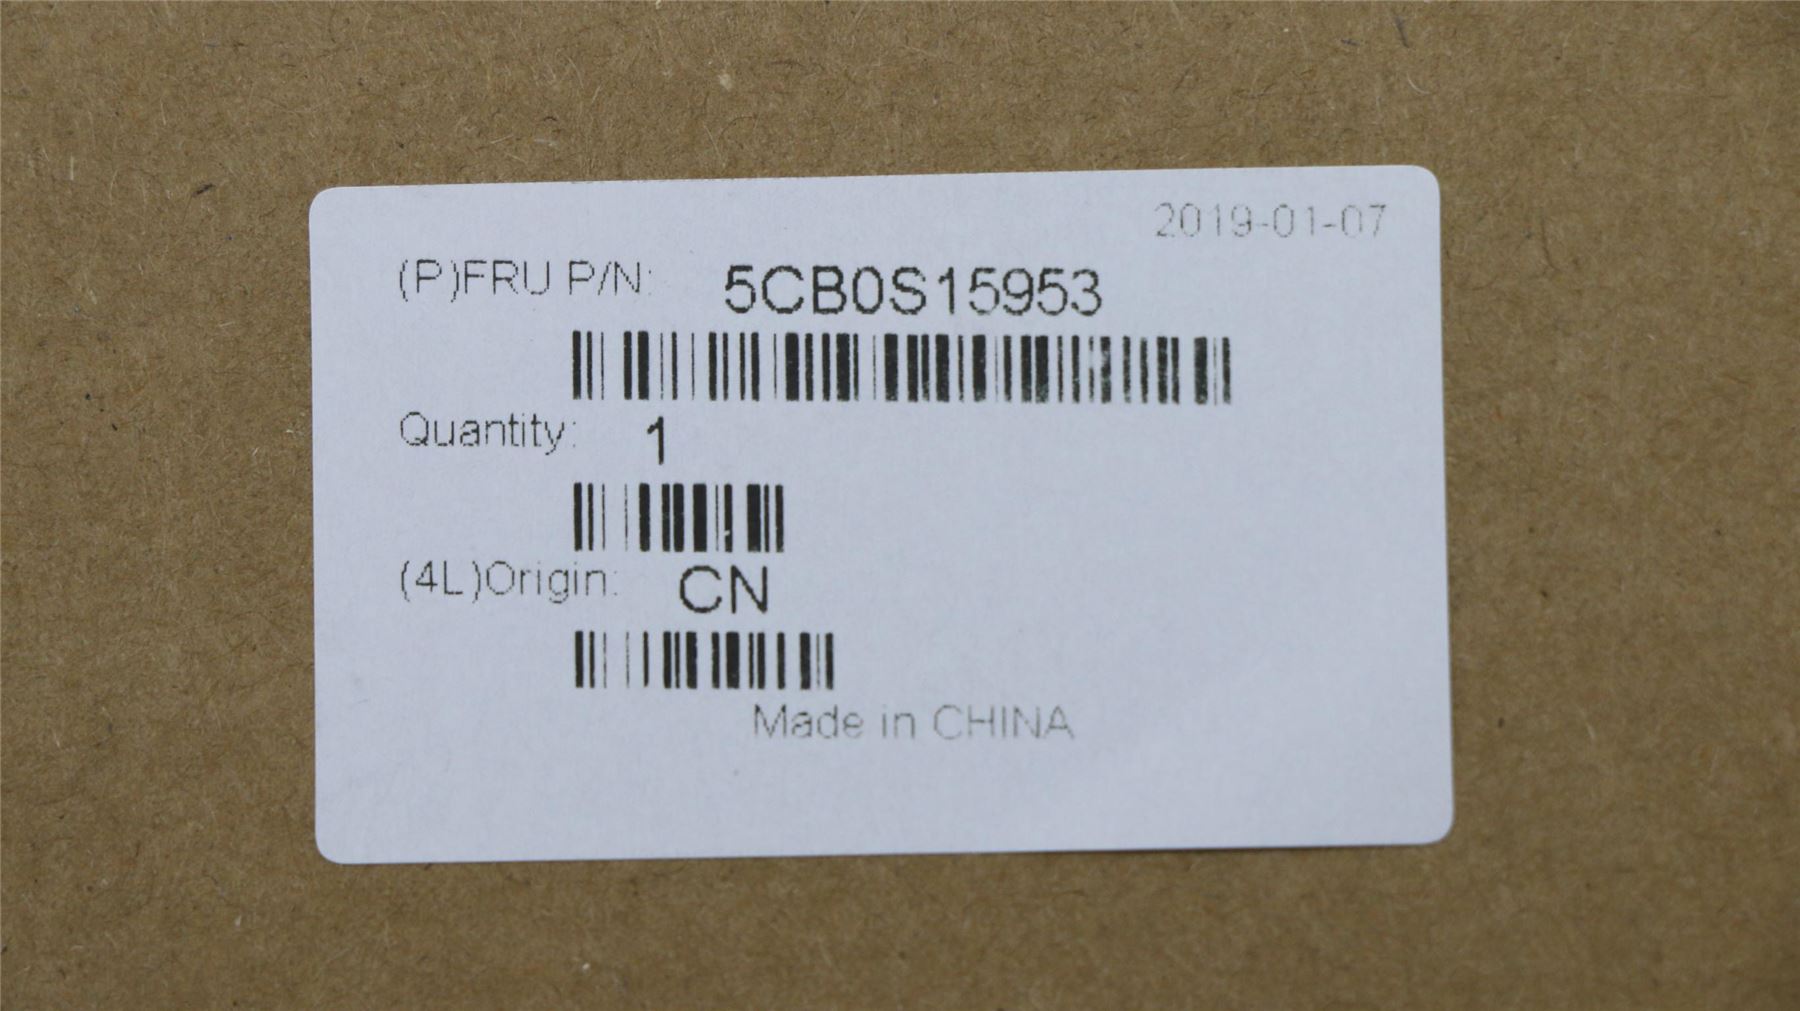 2019-01-07
(P)FRU P/N: 5CB0S15953
Quantity: 1
(4L)Origin: CN
Made in CHINA